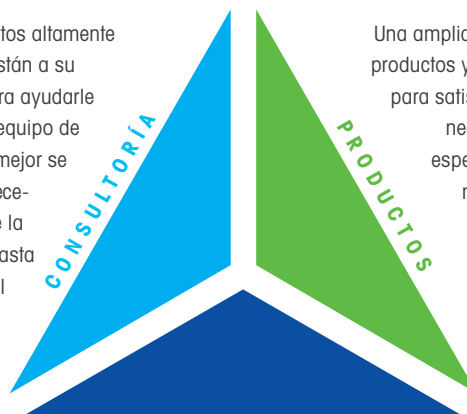 tos altamente
stán a su
ra ayudarle
equipo de
mejor se
ece-
e la
asta
l
CONSULTORÍA
Una amplia
productos y
para satis
ne
espe
PRODUCTOS